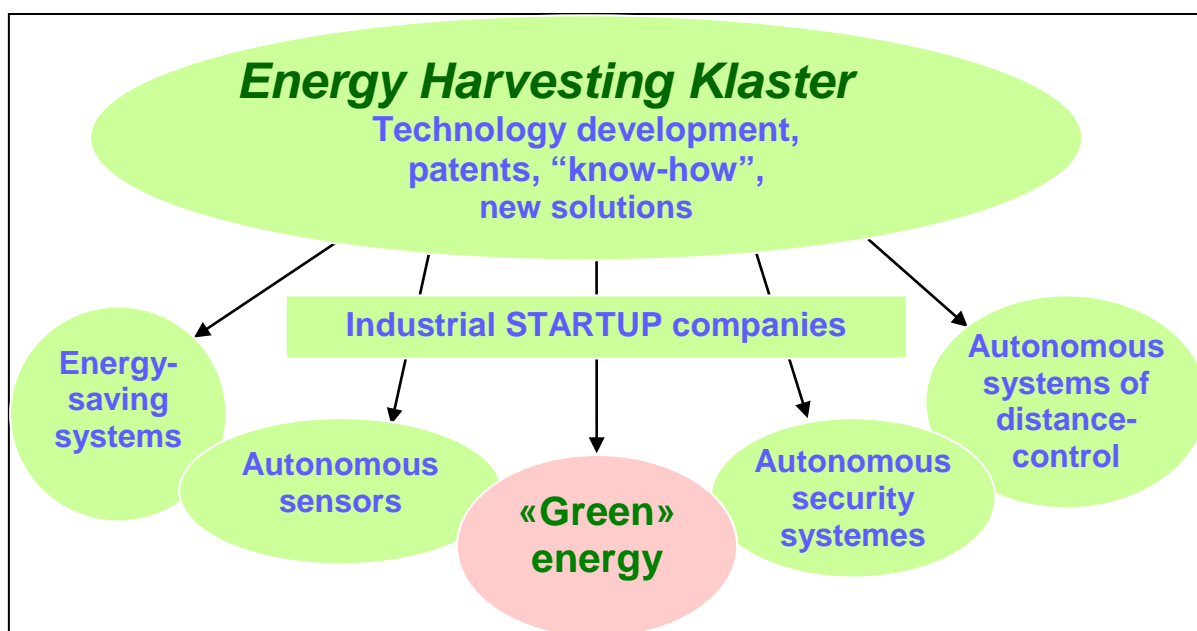 Energy Harvesting Klaster
Technology development,
patents, “know-how”,
new solutions
Industrial STARTUP companies
Energy-
saving
systems
Autonomous
sensors
«Green»
energy
Autonomous
security
systemes
Autonomous
systems of
distance-
control